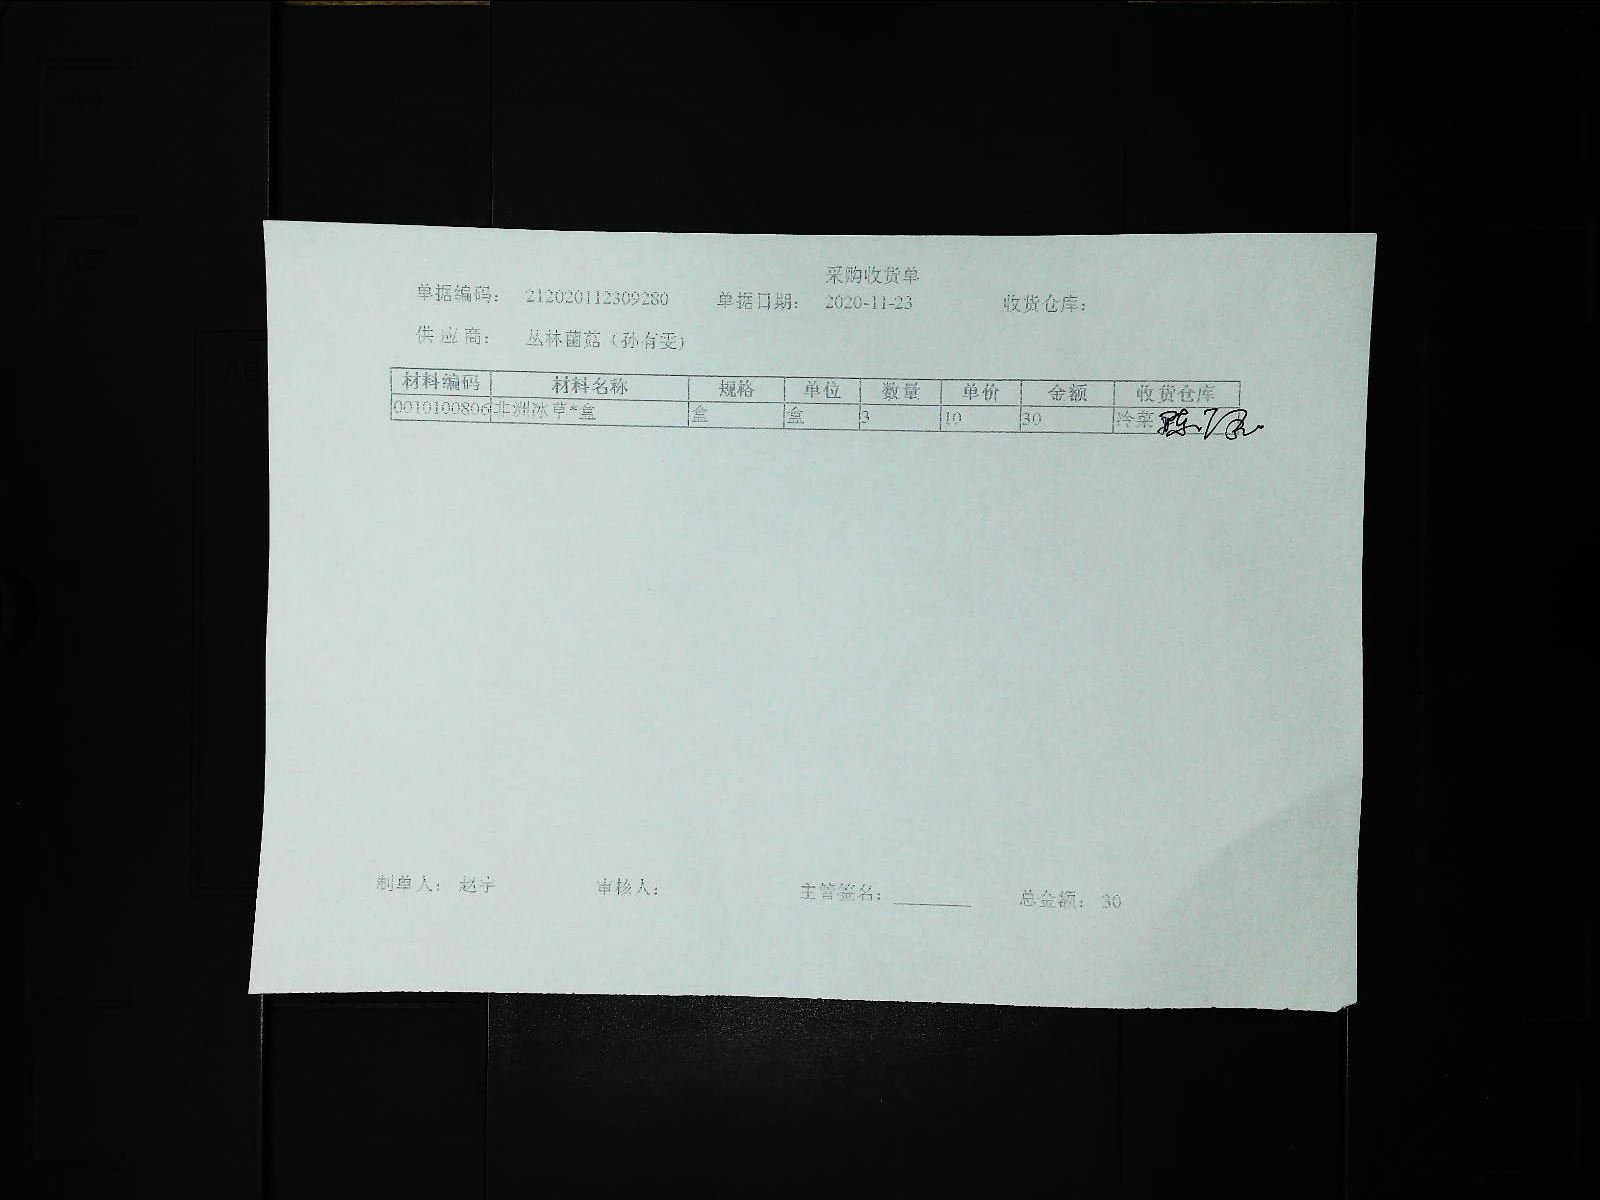 采购收货单
单据编码： 212020112309280 单据日期： 2020-11-23 收货仓库：
供 应 商： 丛林菌菇（孙有雯）
材料编码 材料名称 规格 单位 数量 单价 金额 收货仓库
0010100806 非洲冰草*盒 盒 盒 3 10 30 冷菜
制单人： 赵宇 审核人： 主管签名： 总金额： 30